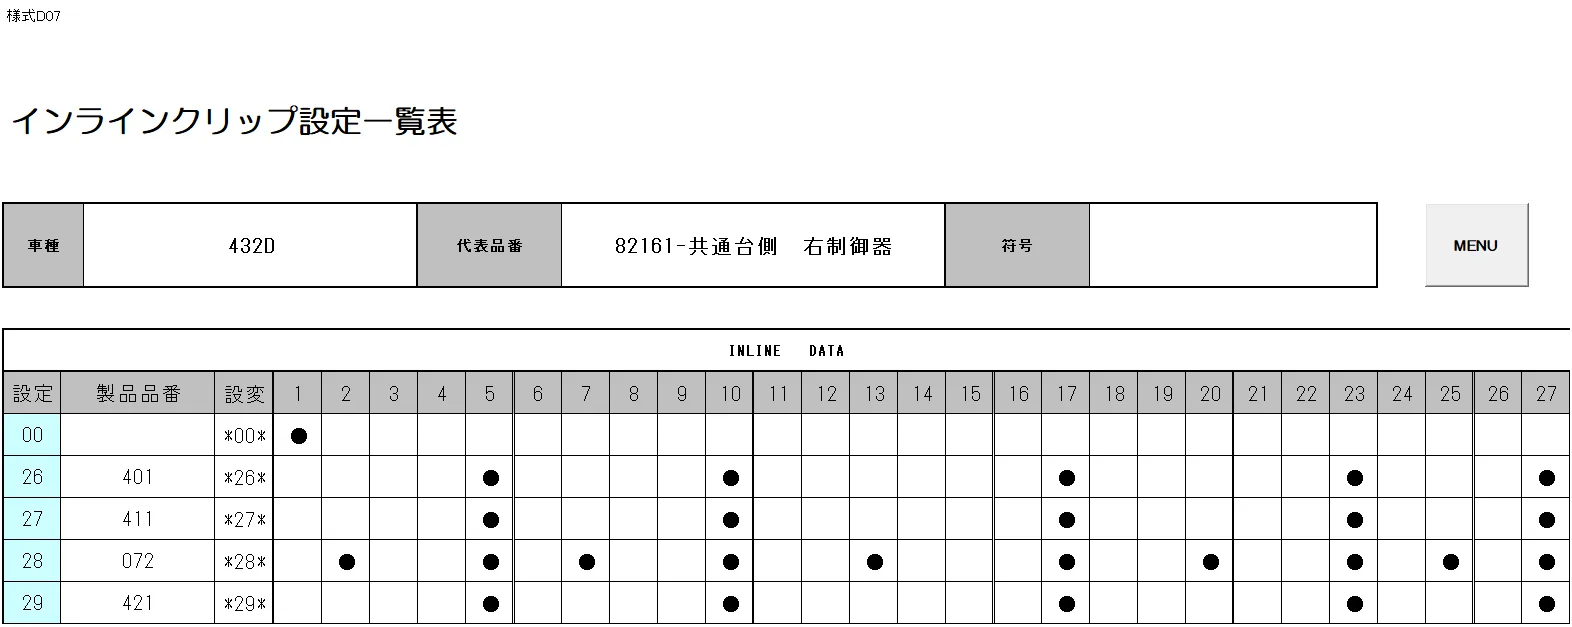 様式D07
インラインクリップ設定一覧表
車種 432D 代表品番 82161-共通台側　右制御器 符号 MENU
INLINE DATA
設定 製品品番 設変 1 2 3 4 5 6 7 8 9 10 11 12 13 14 15 16 17 18 19 20 21 22 23 24 25 26 27
00 *00* ●
26 401 *26* ● ● ● ● ●
27 411 *27* ● ● ● ● ●
28 072 *28* ● ● ● ● ● ● ● ● ● ●
29 421 *29* ● ● ● ● ●